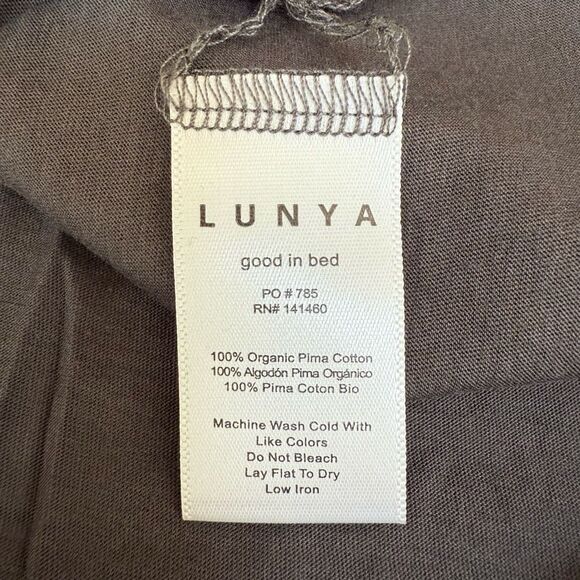 LUNYA
good in bed
PO # 785
RN# 141460
100% Organic Pima Cotton
100% Algodón Pima Orgánico
100% Pima Coton Bio
Machine Wash Cold With
Like Colors
Do Not Bleach
Lay Flat To Dry
Low Iron